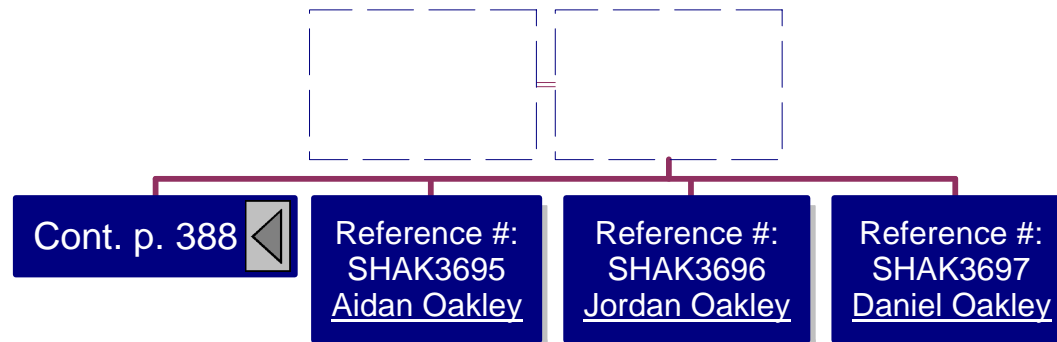 Cont. p. 388
Reference #:
SHAK3695
Aidan Oakley
Reference #:
SHAK3696
Jordan Oakley
Reference #:
SHAK3697
Daniel Oakley